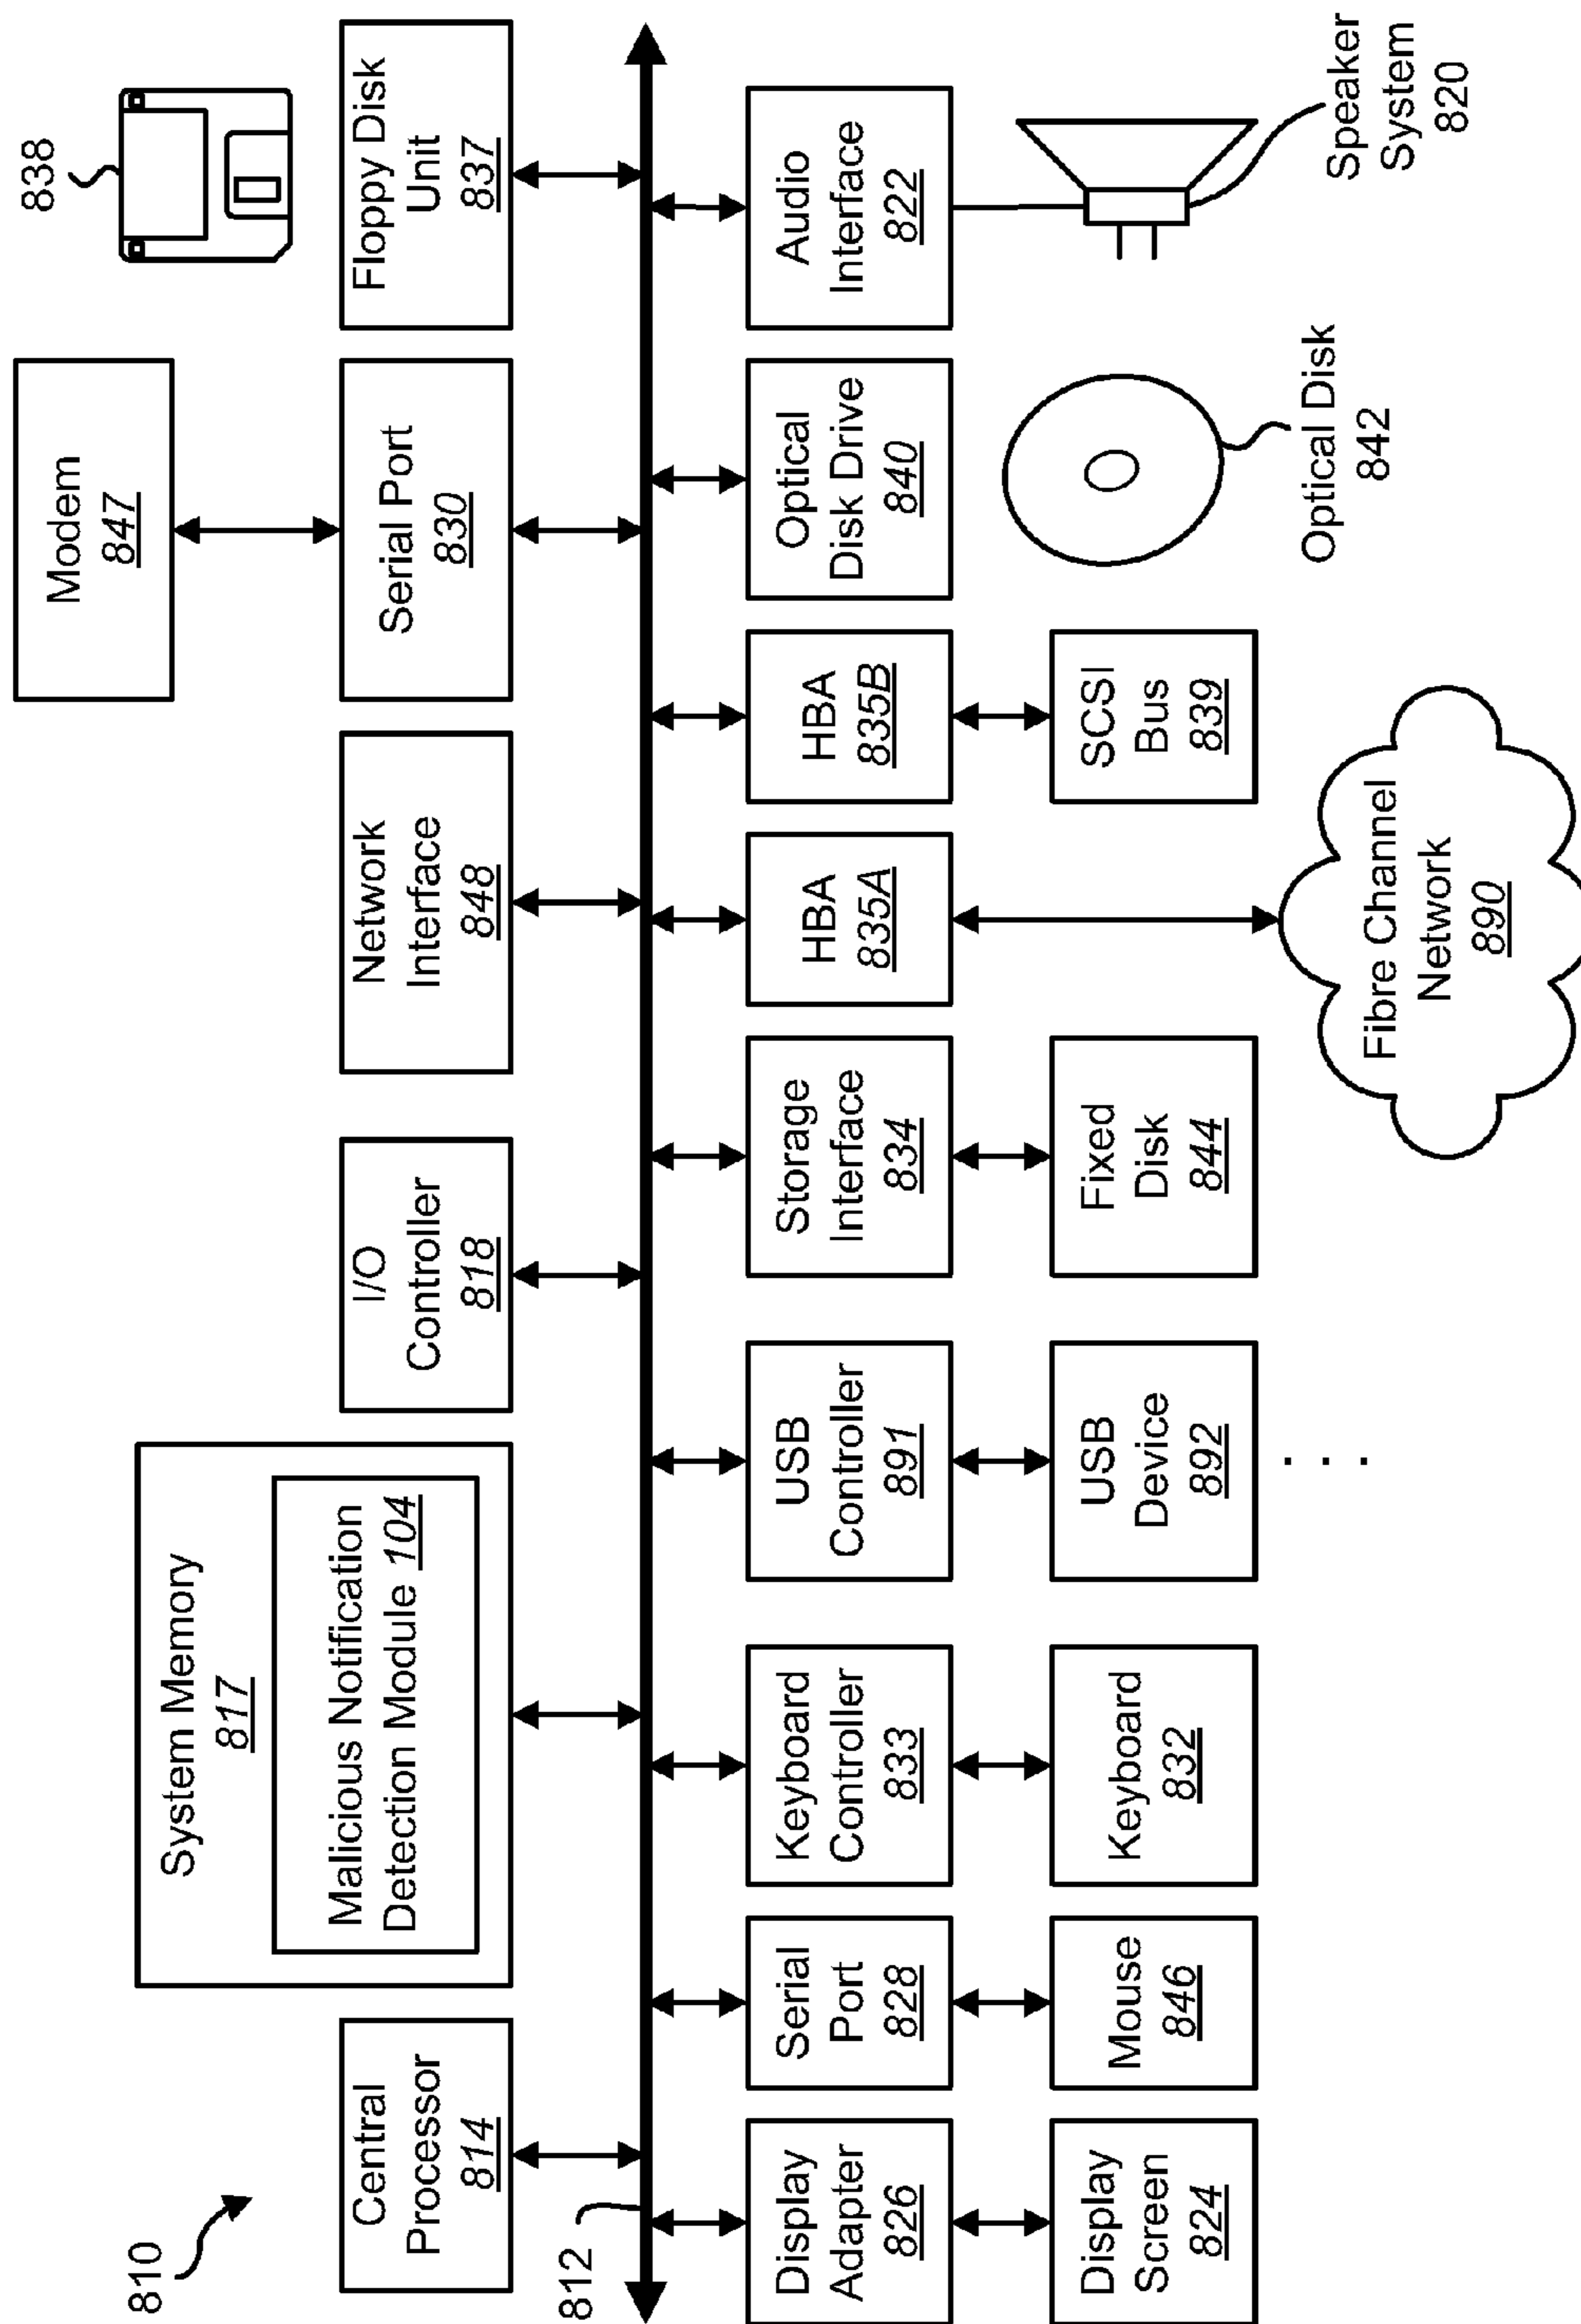 810
Central
Processor
814
System Memory
817
Malicious Notification
Detection Module 104
I/O
Controller
818
Network
Interface
848
Modem
847
Serial Port
830
838
Floppy Disk
Unit
837
812
Display
Adapter
826
Serial
Port
828
Keyboard
Controller
833
USB
Controller
891
Storage
Interface
834
HBA
835A
HBA
835B
Optical
Disk Drive
840
Audio
Interface
822
Display
Screen
824
Mouse
846
Keyboard
832
USB
Device
892
. . .
Fixed
Disk
844
Fibre Channel
Network
890
SCSI
Bus
839
Optical Disk
842
Speaker
System
820